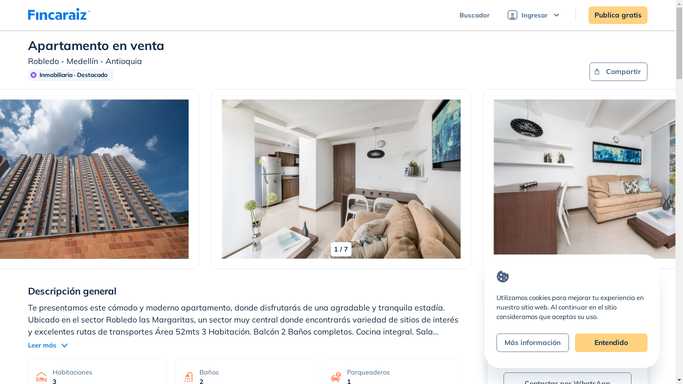 Fincaraiz
Buscador
Ingresar
Publica gratis
Apartamento en venta
Robledo - Medellín - Antioquia
Inmobiliaria - Destacado
Compartir
1 / 7
Descripción general
Te presentamos este cómodo y moderno apartamento, donde disfrutarás de una agradable y tranquila estadía.
Ubicado en el sector Robledo las Margaritas, un sector muy central donde encontrarás variedad de sitios de interés
y excelentes rutas de transportes Área 52mts 3 Habitación. Balcón 2 Baños completos. Cocina integral. Sala...
Leer más
Habitaciones
3
Baños
2
Parqueaderos
1
Utilizamos cookies para mejorar tu experiencia en
nuestro sitio web. Al continuar en el sitio
consideramos que aceptas su uso.
Más información
Entendido
Contactar por WhatsApp